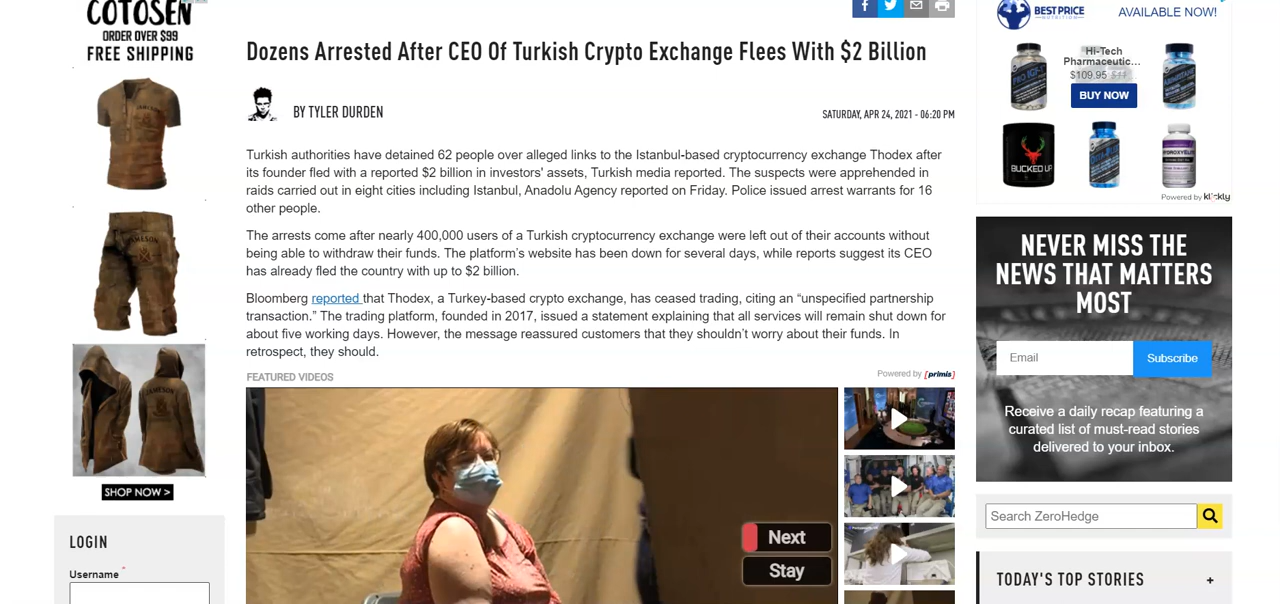 COTOSEN
ORDER OVER $99
FREE SHIPPING
SHOP NOW >
LOGIN
Username *
Dozens Arrested After CEO Of Turkish Crypto Exchange Flees With $2 Billion
BY TYLER DURDEN
SATURDAY, APR 24, 2021 - 06:20 PM
Turkish authorities have detained 62 people over alleged links to the Istanbul-based cryptocurrency exchange Thodex after
its founder fled with a reported $2 billion in investors' assets, Turkish media reported. The suspects were apprehended in
raids carried out in eight cities including Istanbul, Anadolu Agency reported on Friday. Police issued arrest warrants for 16
other people.
The arrests come after nearly 400,000 users of a Turkish cryptocurrency exchange were left out of their accounts without
being able to withdraw their funds. The platform's website has been down for several days, while reports suggest its CEO
has already fled the country with up to $2 billion.
Bloomberg reported that Thodex, a Turkey-based crypto exchange, has ceased trading, citing an “unspecified partnership
transaction.” The trading platform, founded in 2017, issued a statement explaining that all services will remain shut down for
about five working days. However, the message reassured customers that they shouldn't worry about their funds. In
retrospect, they should.
FEATURED VIDEOS
Powered by [primis]
Next
Stay
BEST PRICE
NUTRITION
AVAILABLE NOW!
Hi-Tech
Pharmaceutic...
$109.95
BUY NOW
BUCKED UP
Powered by klickly
NEVER MISS THE
NEWS THAT MATTERS
MOST
Email
Subscribe
Receive a daily recap featuring a
curated list of must-read stories
delivered to your inbox.
Search ZeroHedge
TODAY'S TOP STORIES +